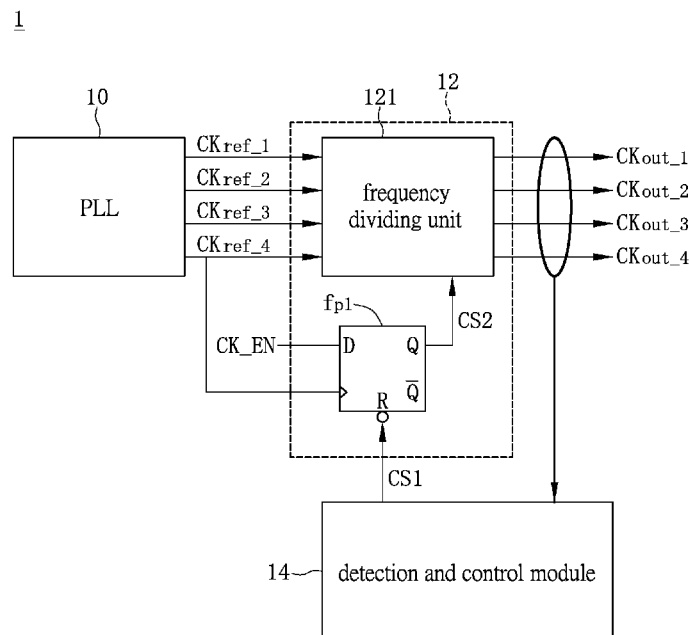 1
10
12
121
CKref_1
CKref_2
CKref_3
CKref_4
PLL
frequency
dividing unit
CKout_1
CKout_2
CKout_3
CKout_4
fp1
CS2
CK_EN
D
Q
Q̅
R
CS1
14
detection and control module